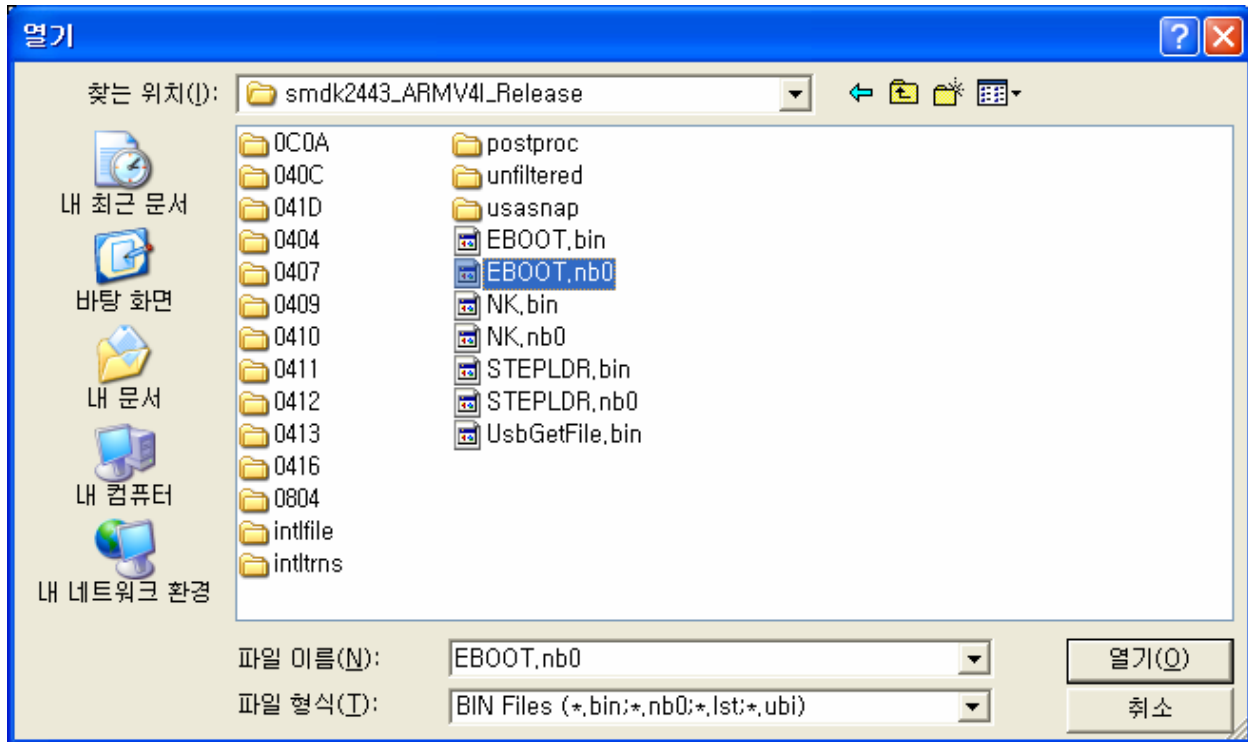 열기
찾는 위치(I):
smdk2443_ARMV4I_Release
내 최근 문서
바탕 화면
내 문서
내 컴퓨터
내 네트워크 환경
0C0A
040C
041D
0404
0407
0409
0410
0411
0412
0413
0416
0804
intlfile
intltrns
postproc
unfiltered
usasnap
EBOOT.bin
EBOOT.nb0
NK.bin
NK.nb0
STEPLDR.bin
STEPLDR.nb0
UsbGetFile.bin
파일 이름(N):
EBOOT.nb0
열기(O)
파일 형식(T):
BIN Files (*.bin;*.nb0;*.lst;*.ubi)
취소